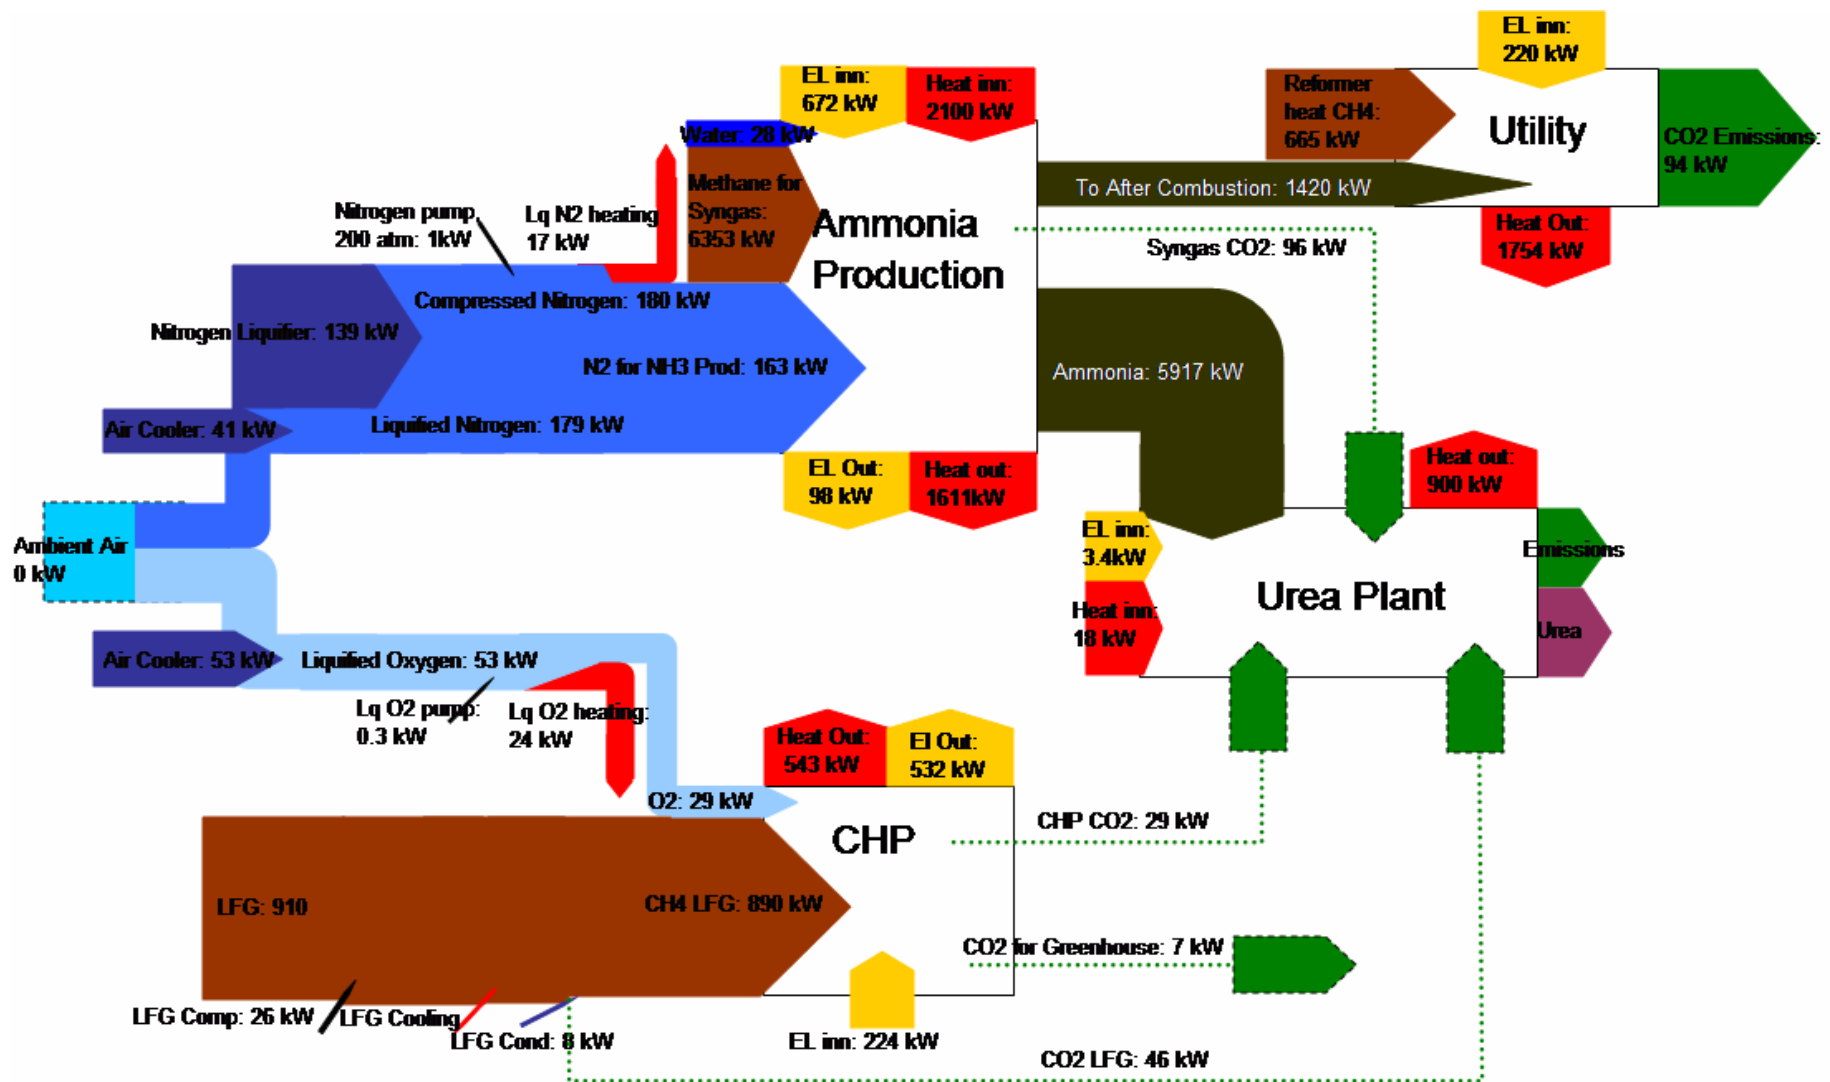 EL inn:
220 kW
EL inn:
672 kW
Heat inn:
2100 kW
Reformer
heat CH4:
665 kW
Utility
CO2 Emissions:
94 kW
Water: 28 kW
Methane for
Syngas:
6353 kW
To After Combustion: 1420 kW
Nitrogen pump
200 atm: 1kW
Lq N2 heating
17 kW
Ammonia
Production
Syngas CO2: 96 kW
Heat Out:
1754kW
Compressed Nitrogen: 180 kW
Nitrogen Liquifier: 139 kW
N2 for NH3 Prod: 163 kW
Ammonia: 5917 kW
Air Cooler: 41 kW
Liquified Nitrogen: 179 kW
EL Out:
98 kW
Heat out:
1611kW
Heat out:
900 kW
Ambient Air
0 kW
EL inn:
3.4kW
Emissions
Urea Plant
Heat inn:
18 kW
Urea
Air Cooler: 53 kW
Liquified Oxygen: 53 kW
Lq O2 pump:
0.3 kW
Lq O2 heating:
24 kW
Heat Out:
543 kW
El Out:
532 kW
O2: 29 kW
CHP
CHP CO2: 29 kW
LFG: 910
CH4 LFG: 890 kW
CO2 for Greenhouse: 7 kW
LFG Comp: 26 kW
LFG Cooling
LFG Cond: 8 kW
EL inn: 224 kW
CO2 LFG: 46 kW